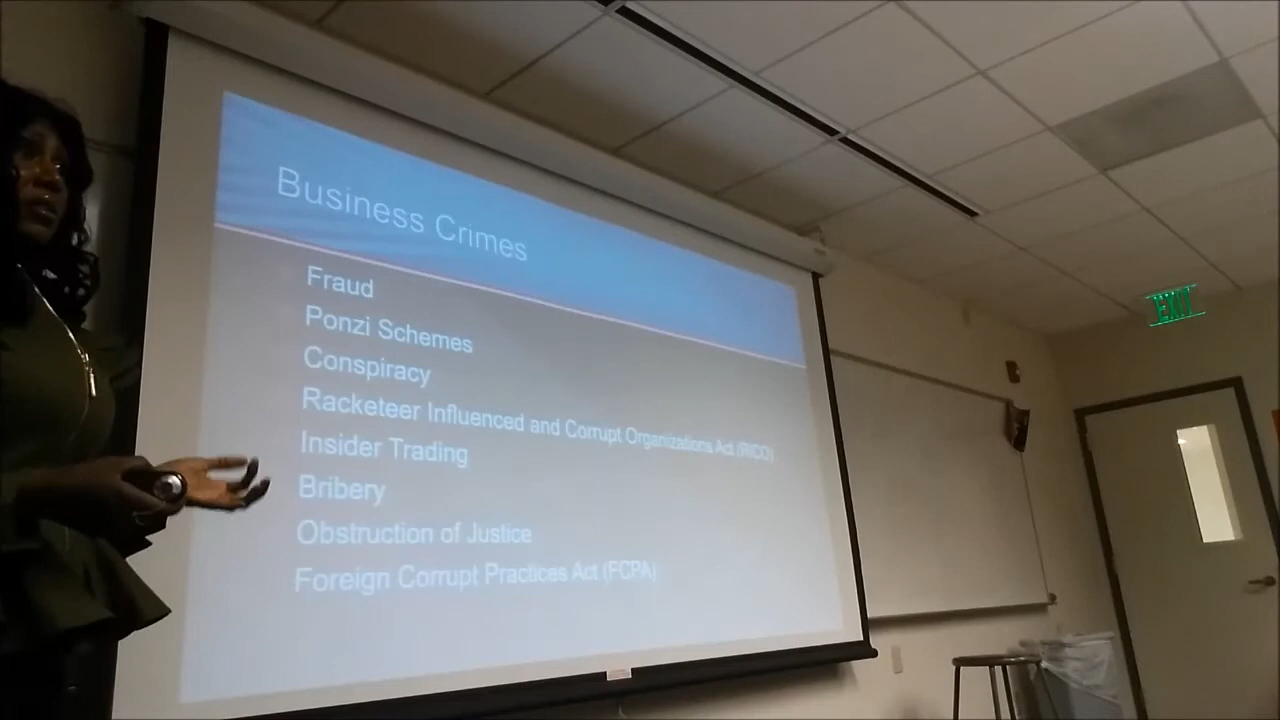 Business Crimes
Fraud
Ponzi Schemes
Conspiracy
Racketeer Influenced and Corrupt Organizations Act (RICO)
Insider Trading
Bribery
Obstruction of Justice
Foreign Corrupt Practices Act (FCPA)
EXIT